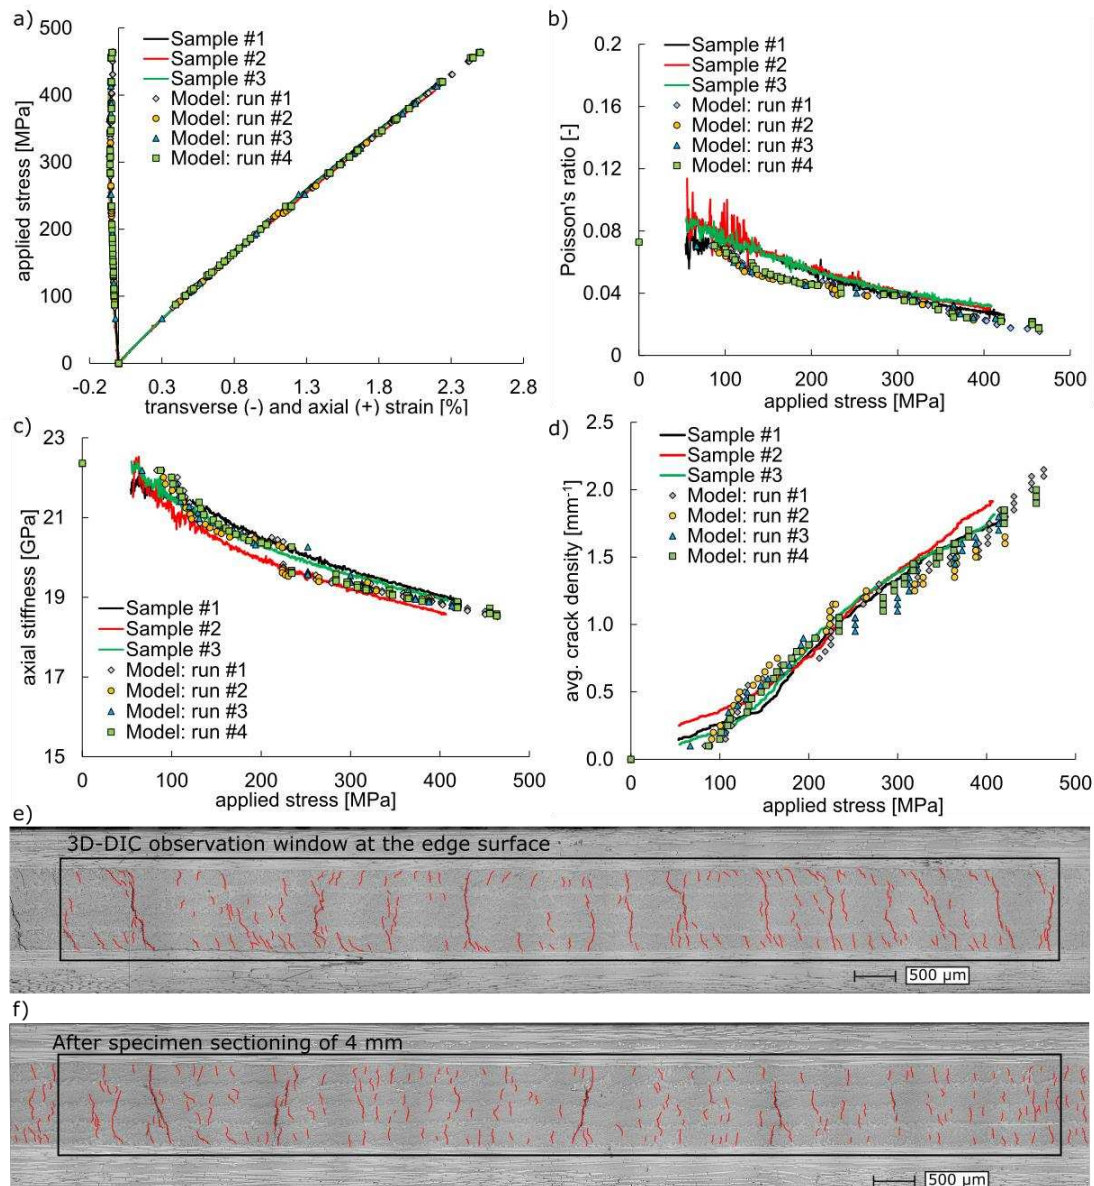 a)
500
400
300
200
100
0
applied stress [MPa]
Sample #1
Sample #2
Sample #3
Model: run #1
Model: run #2
Model: run #3
Model: run #4
-0.2 0.3 0.8 1.3 1.8 2.3 2.8
transverse (-) and axial (+) strain [%]
b)
0.2
0.16
0.12
0.08
0.04
0
Poisson's ratio [-]
Sample #1
Sample #2
Sample #3
Model: run #1
Model: run #2
Model: run #3
Model: run #4
0 100 200 300 400 500
applied stress [MPa]
c)
23
21
19
17
15
axial stiffness [GPa]
Sample #1
Sample #2
Sample #3
Model: run #1
Model: run #2
Model: run #3
Model: run #4
0 100 200 300 400 500
applied stress [MPa]
d)
2.5
2.0
1.5
1.0
0.5
0.0
avg. crack density [mm⁻¹]
Sample #1
Sample #2
Sample #3
Model: run #1
Model: run #2
Model: run #3
Model: run #4
0 100 200 300 400 500
applied stress [MPa]
e)
3D-DIC observation window at the edge surface
500 µm
f)
After specimen sectioning of 4 mm
500 µm